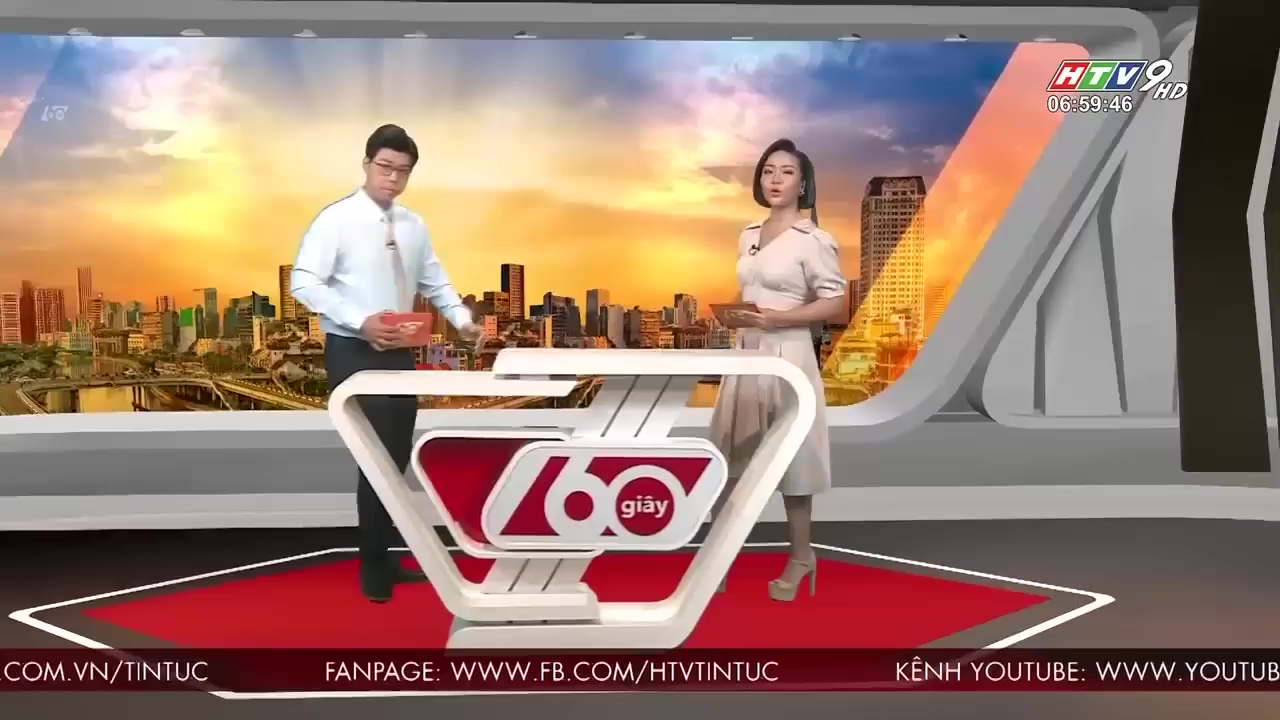 HTV9 HD
06:59:46
60
60 giây
.COM.VN/TINTUC FANPAGE: WWW.FB.COM/HTVTINTUC KÊNH YOUTUBE: WWW.YOUTUB